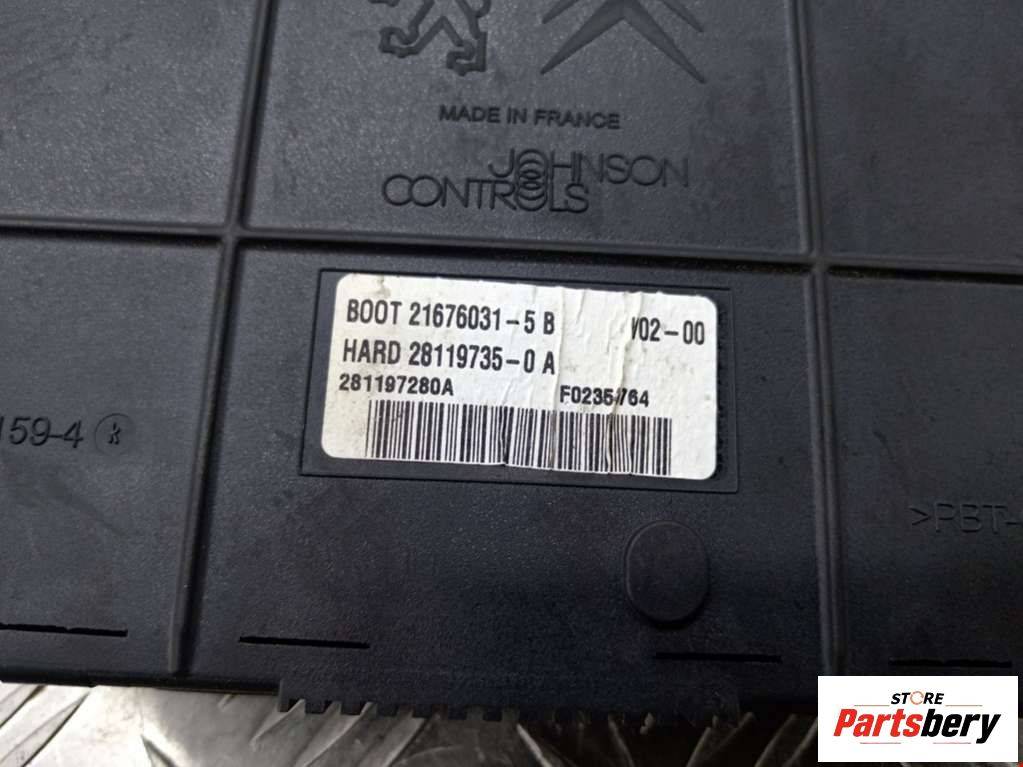 MADE IN FRANCE
JOHNSON
CONTROLS
BOOT 21676031-5 B V02-00
HARD 28119735-0 A
281197280A
159-4 R
>PBT-
STORE
Partsbery